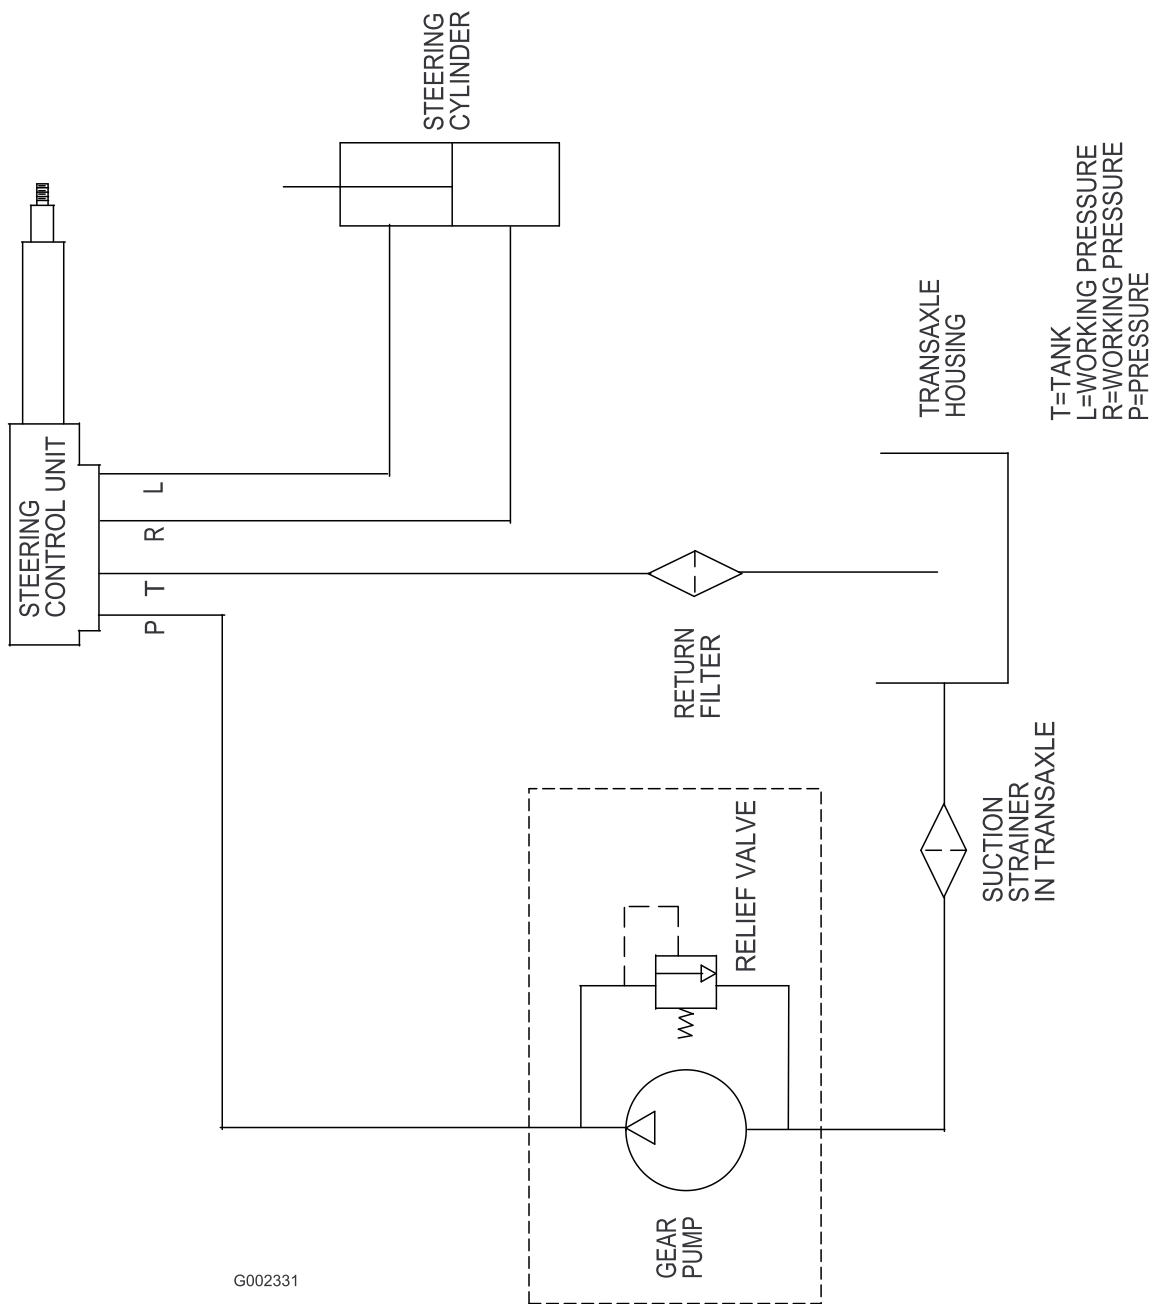 STEERING
CONTROL UNIT
P
T
R
L
STEERING
CYLINDER
RETURN
FILTER
TRANSAXLE
HOUSING
GEAR
PUMP
RELIEF VALVE
SUCTION
STRAINER
IN TRANSAXLE
T=TANK
L=WORKING PRESSURE
R=WORKING PRESSURE
P=PRESSURE
G002331